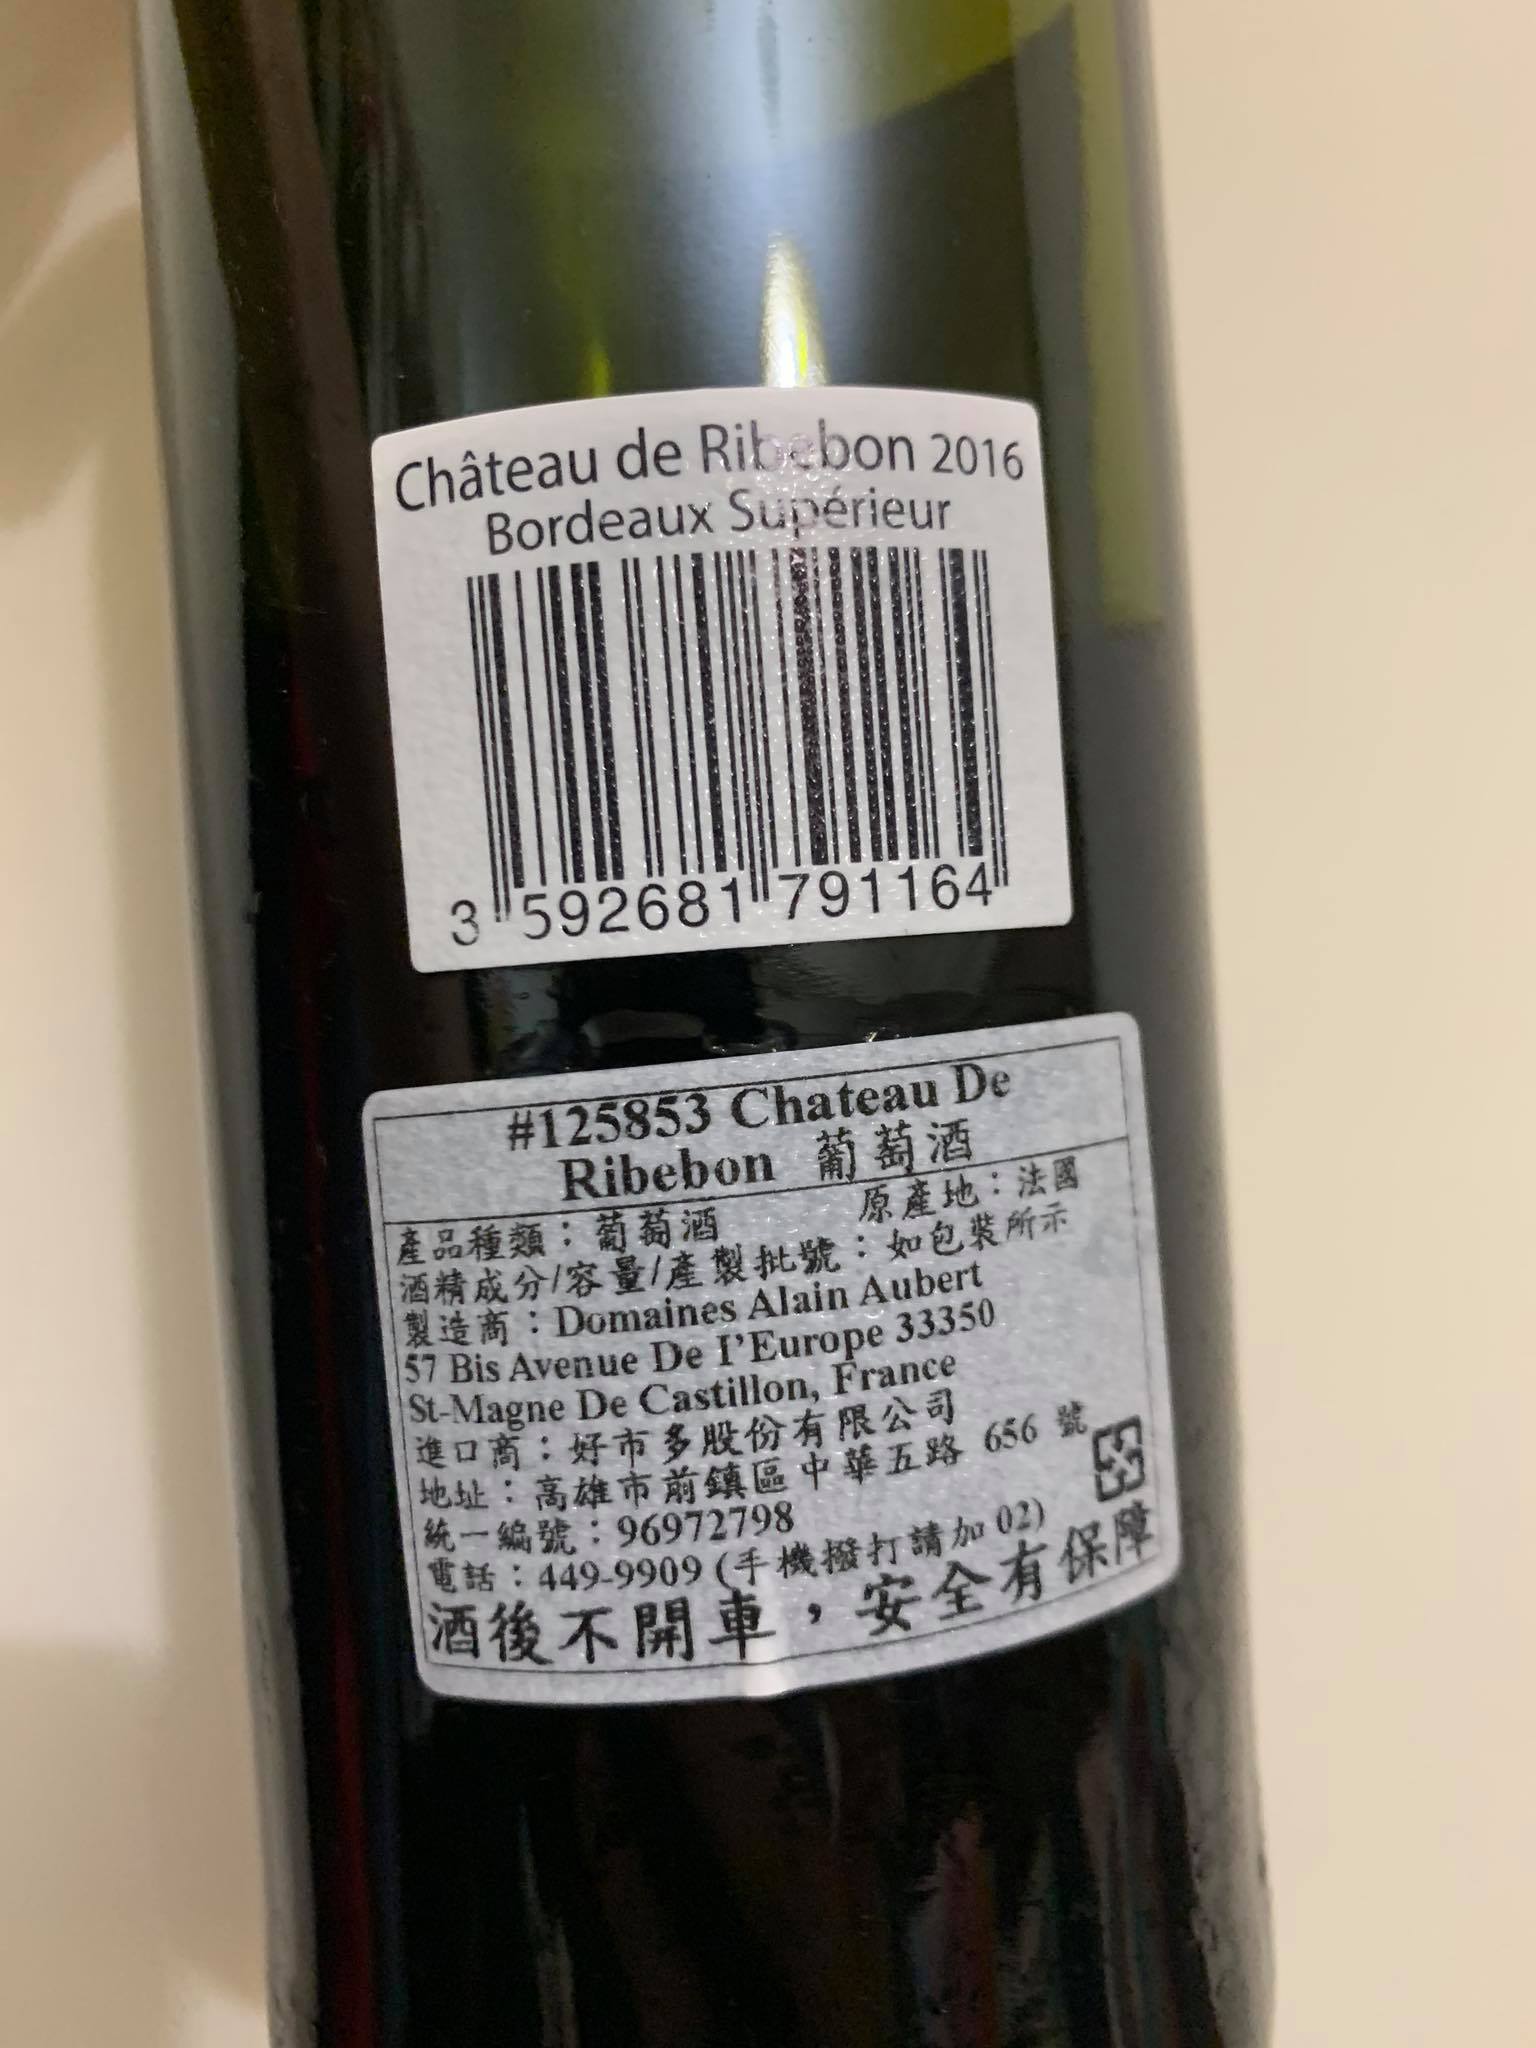 Château de Ribebon 2016
Bordeaux Supérieur
3 592681 791164
#125853 Chateau De
Ribebon 葡萄酒
產品種類：葡萄酒 原產地：法國
酒精成分/容量/產製批號：如包裝所示
製造商：Domaines Alain Aubert
57 Bis Avenue De I’Europe 33350
St-Magne De Castillon, France
進口商：好市多股份有限公司
地址：高雄市前鎮區中華五路 656 號
統一編號：96972798
電話：449-9909 (手機撥打請加 02)
酒後不開車，安全有保障